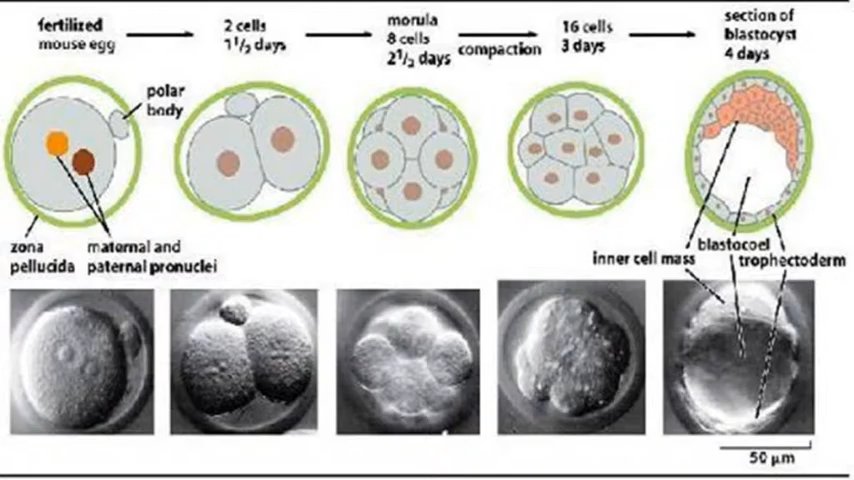 fertilized
mouse egg
2 cells
1 1/2 days
morula
8 cells
2 1/2 days
compaction
16 cells
3 days
section of
blastocyst
4 days
polar
body
zona
pellucida
maternal and
paternal pronuclei
inner cell mass
blastocoel
trophectoderm
50 μm